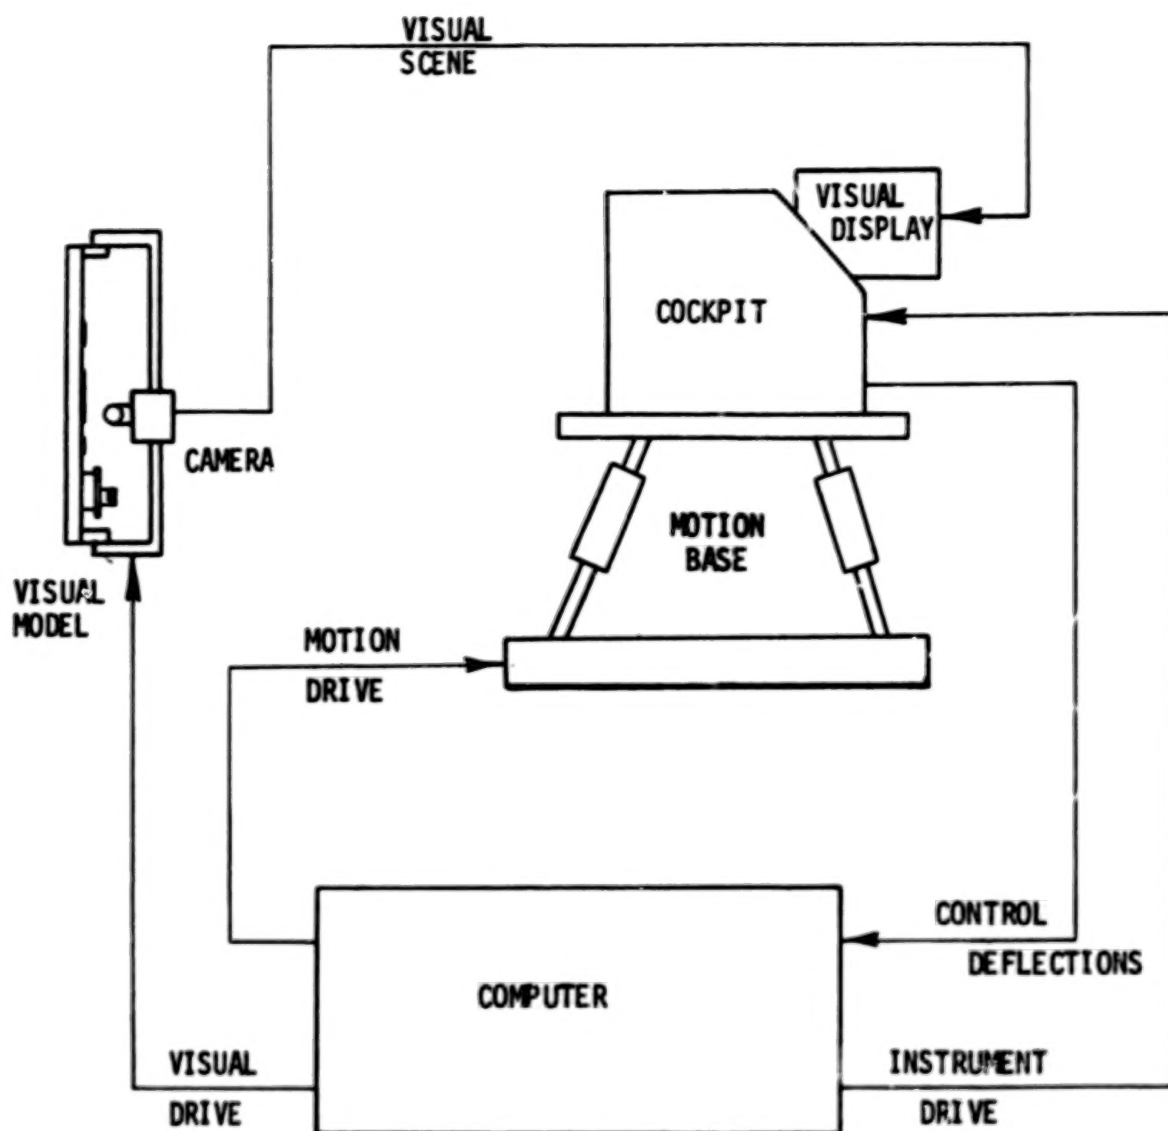 VISUAL
SCENE
VISUAL
DISPLAY
COCKPIT
CAMERA
MOTION
BASE
VISUAL
MODEL
MOTION
DRIVE
CONTROL
DEFLECTIONS
COMPUTER
VISUAL
DRIVE
INSTRUMENT
DRIVE